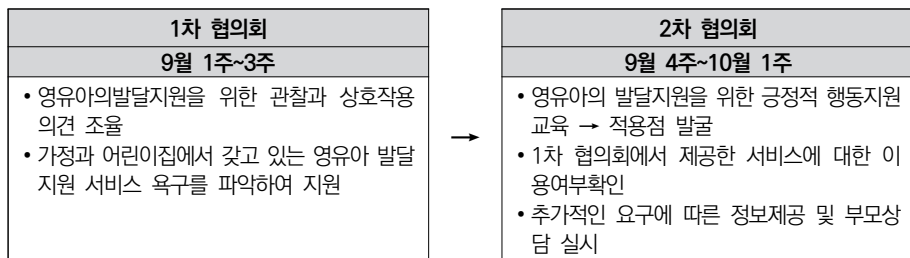 1차 협의회
9월 1주~3주
• 영유아의발달지원을 위한 관찰과 상호작용
의견 조율
• 가정과 어린이집에서 갖고 있는 영유아 발달
지원 서비스 욕구를 파악하여 지원
→
2차 협의회
9월 4주~10월 1주
• 영유아의 발달지원을 위한 긍정적 행동지원
교육 → 적용점 발굴
• 1차 협의회에서 제공한 서비스에 대한 이
용여부확인
• 추가적인 요구에 따른 정보제공 및 부모상
담 실시